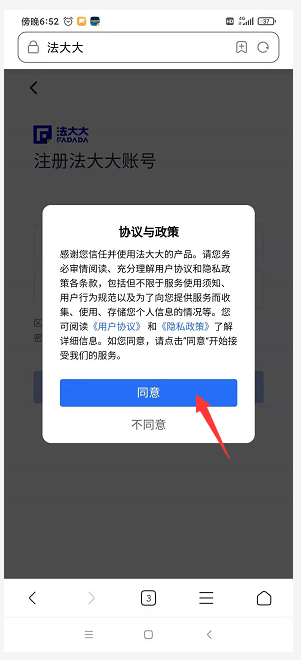 傍晚6:52
4G
37
法大大
法大大
FADADA
注册法大大账号
协议与政策
感谢您信任并使用法大大的产品。请您务
必审慎阅读、充分理解用户协议和隐私政
策各条款，包括但不限于服务使用须知、
用户行为规范以及为了向您提供服务而收
集、使用、存储您个人信息的情况等。您
可阅读《用户协议》 和《隐私政策》了解
详细信息。如您同意，请点击“同意”开始接
受我们的服务。
区
密
同意
不同意
3